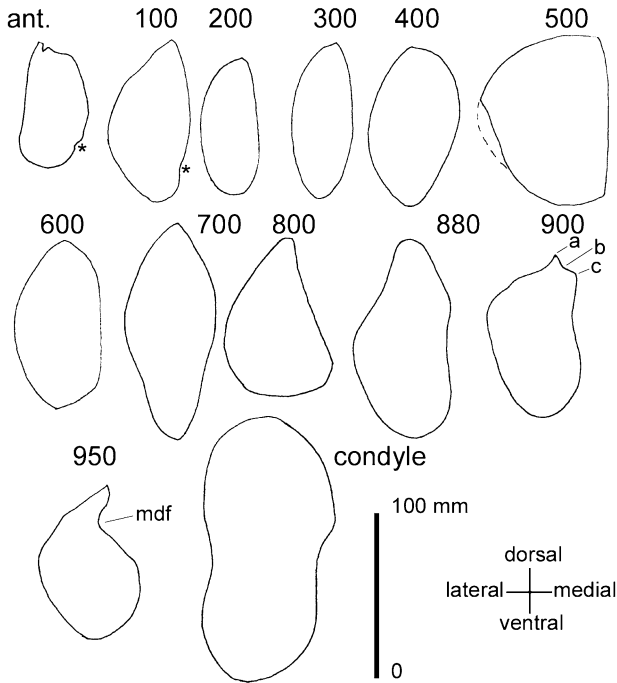 ant. 100 200 300 400 500
*
*
600 700 800 880 900
a
b
c
950
mdf
condyle
100 mm
0
dorsal
lateral medial
ventral